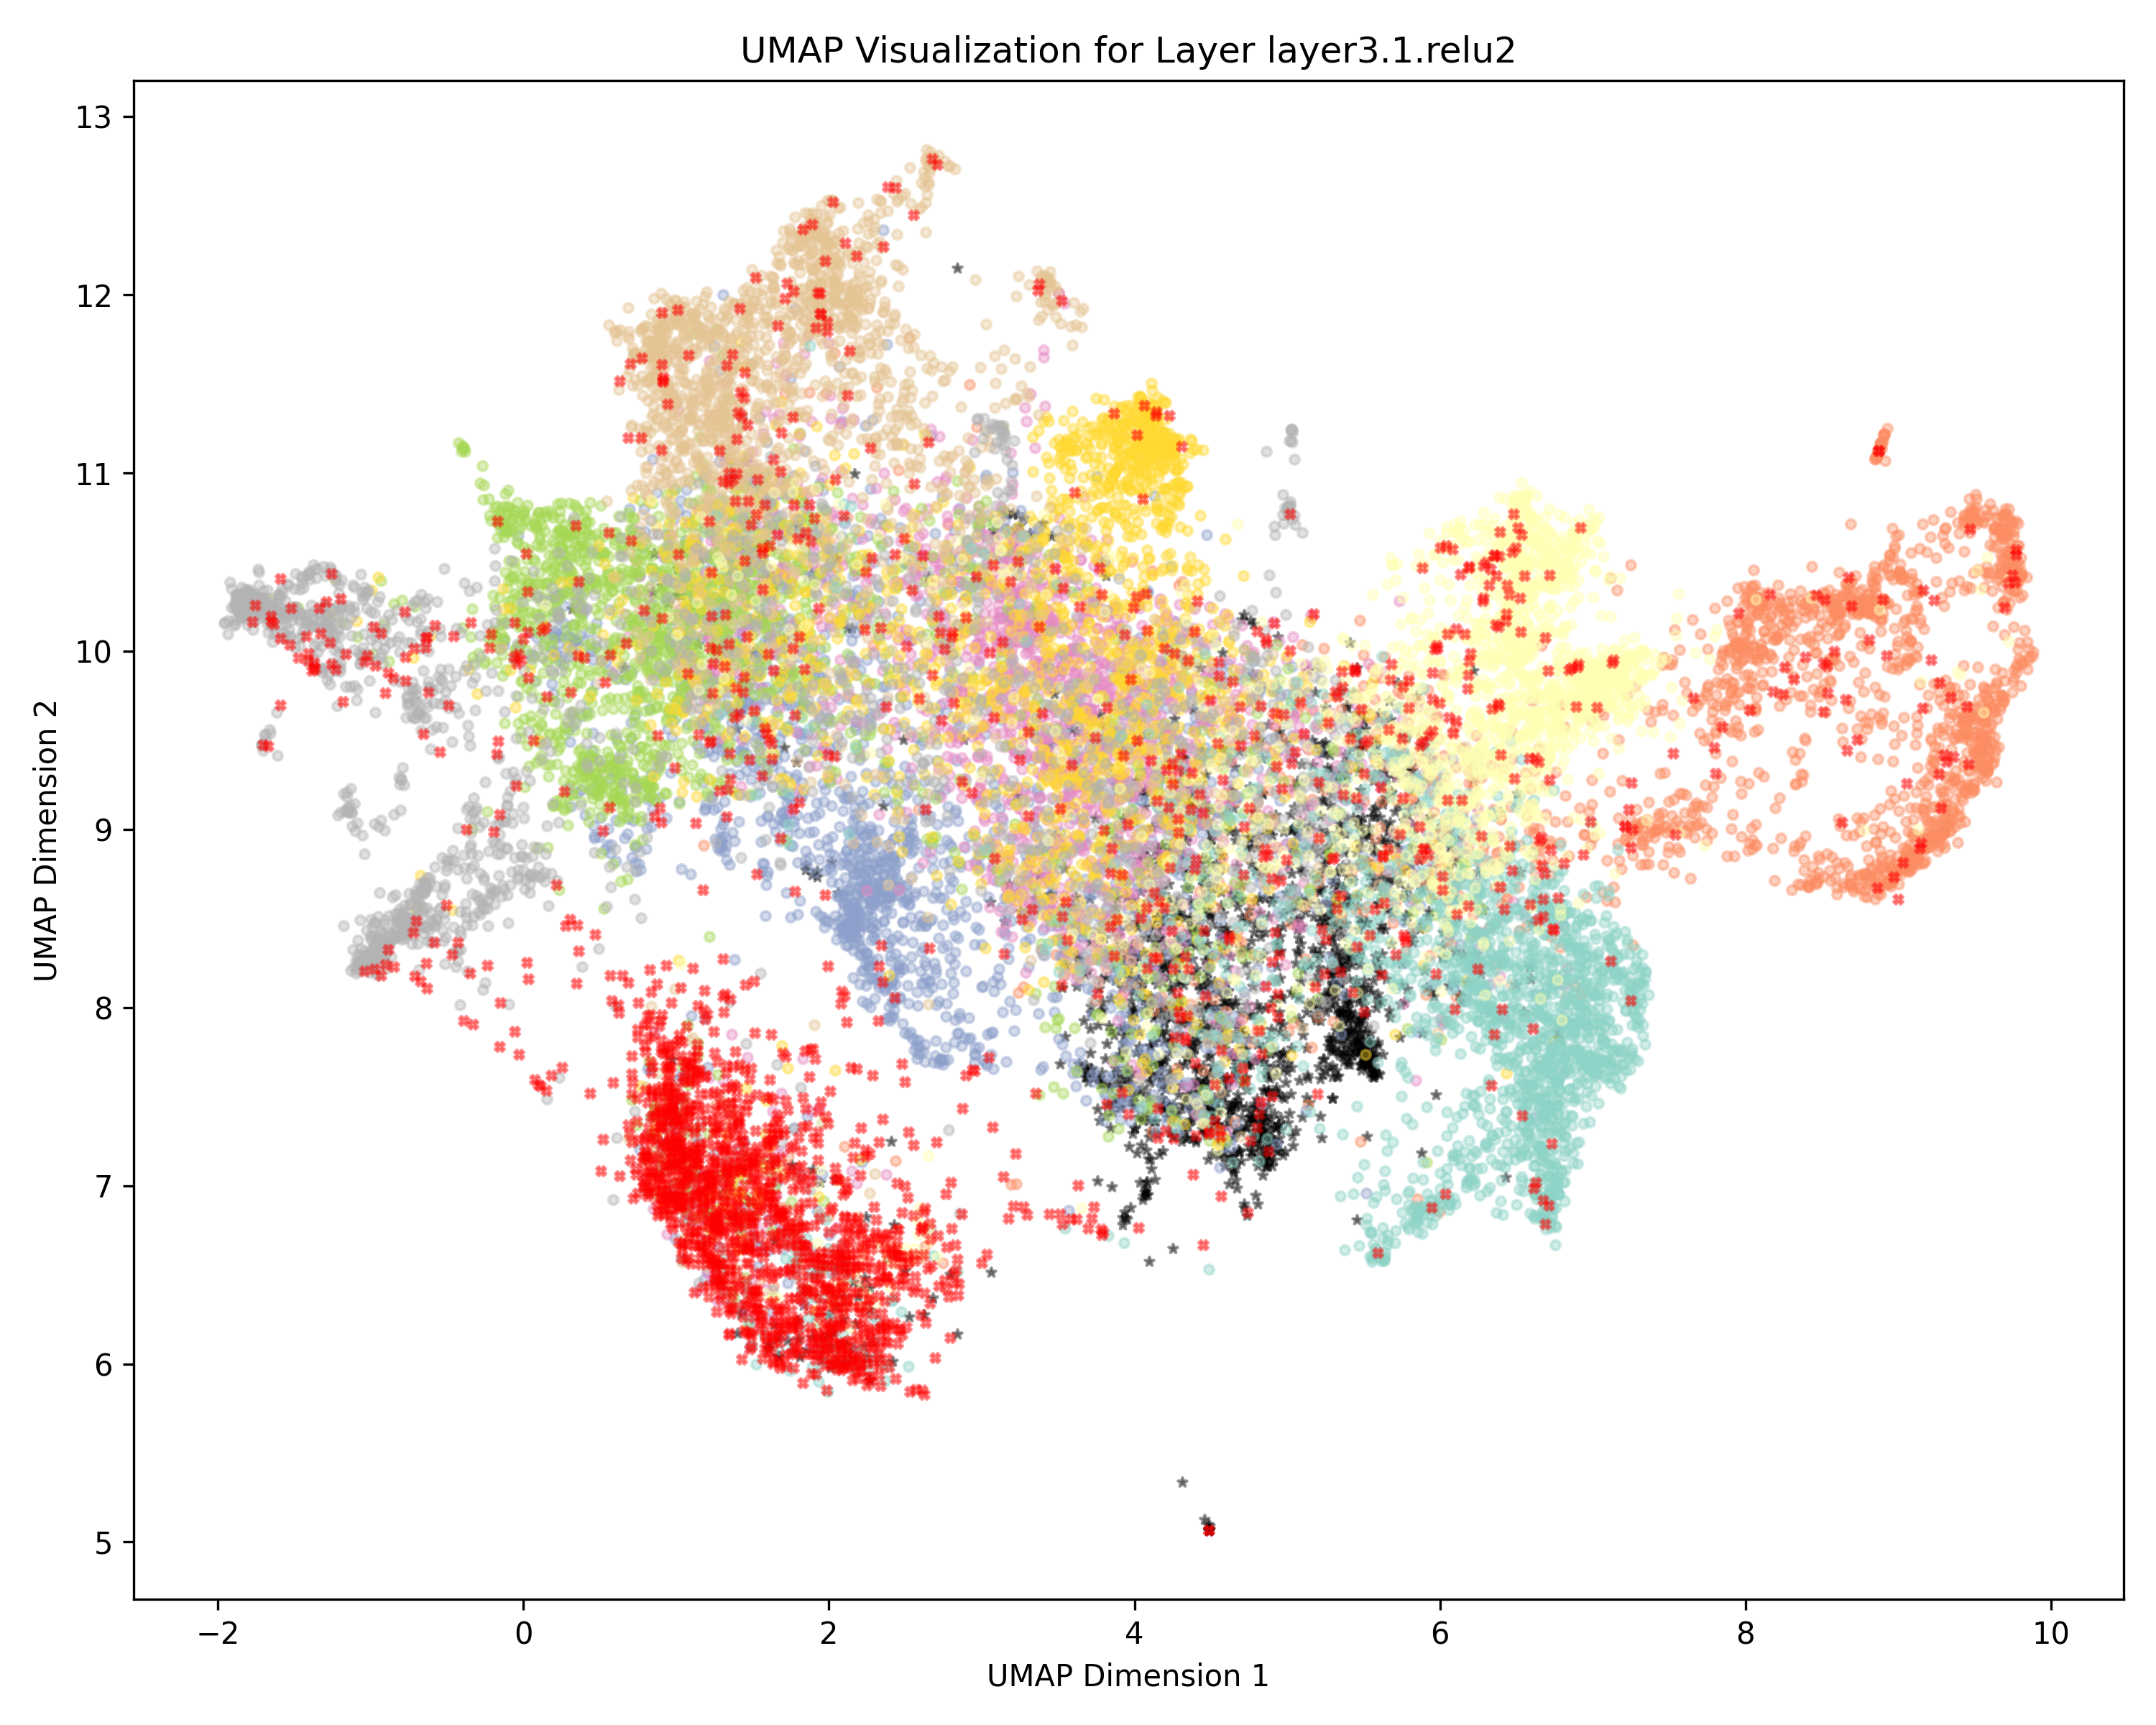 UMAP Visualization for Layer layer3.1.relu2
13
12
11
10
9
8
7
6
5
UMAP Dimension 2
−2 0 2 4 6 8 10
UMAP Dimension 1